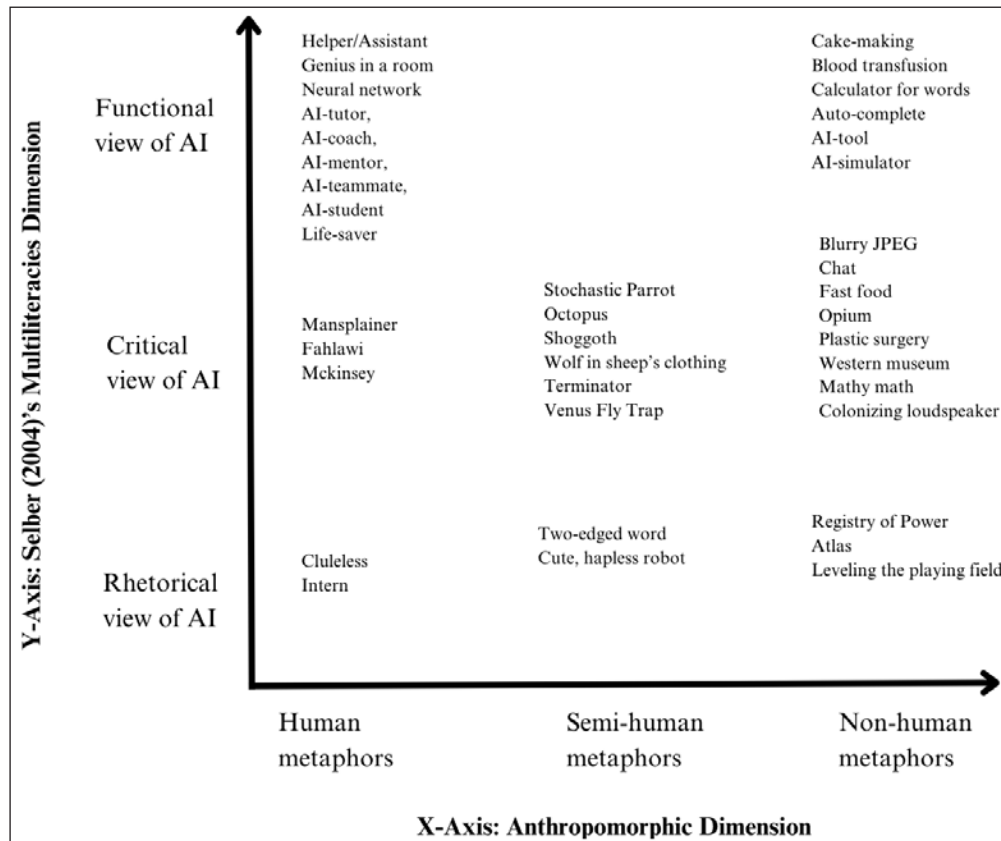 Y-Axis: Selber (2004)'s Multiliteracies Dimension
Functional
view of AI
Helper/Assistant
Genius in a room
Neural network
AI-tutor,
AI-coach,
AI-mentor,
AI-teammate,
AI-student
Life-saver
Cake-making
Blood transfusion
Calculator for words
Auto-complete
AI-tool
AI-simulator
Critical
view of AI
Mansplainer
Fahlawi
Mckinsey
Stochastic Parrot
Octopus
Shoggoth
Wolf in sheep's clothing
Terminator
Venus Fly Trap
Blurry JPEG
Chat
Fast food
Opium
Plastic surgery
Western museum
Mathy math
Colonizing loudspeaker
Rhetorical
view of AI
Cluleless
Intern
Two-edged word
Cute, hapless robot
Registry of Power
Atlas
Leveling the playing field
Human
metaphors
Semi-human
metaphors
Non-human
metaphors
X-Axis: Anthropomorphic Dimension